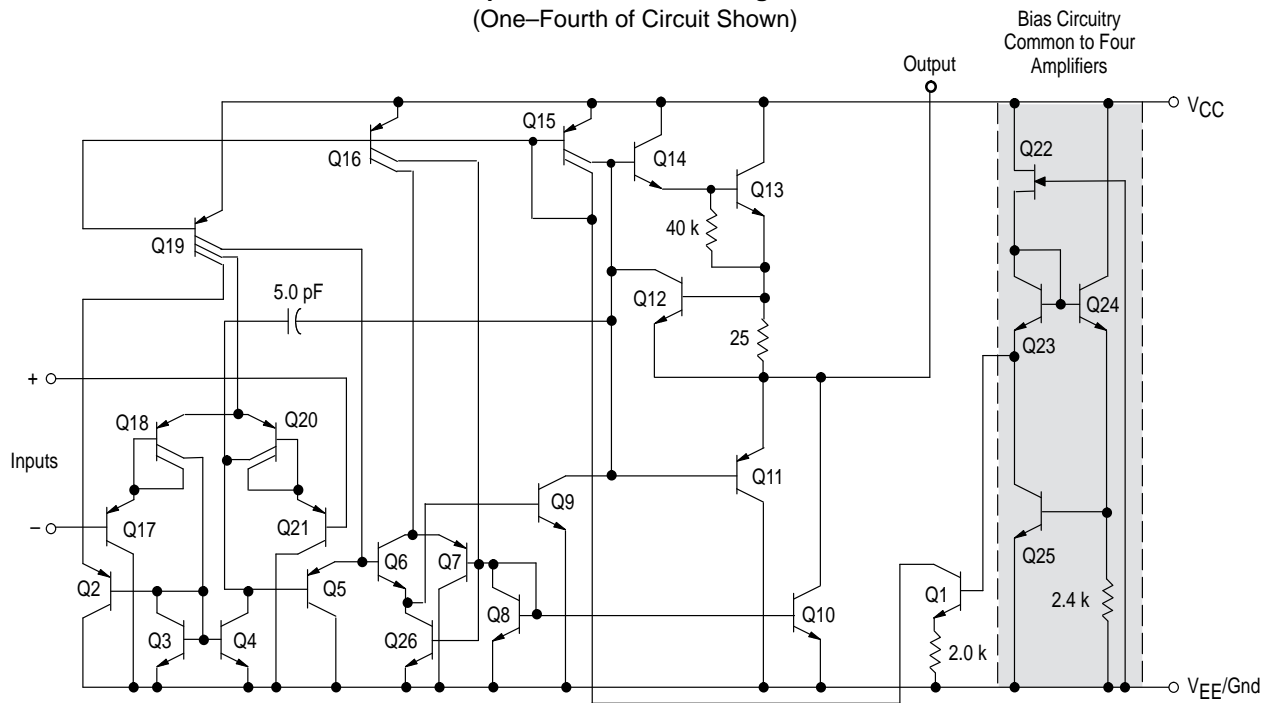 (One–Fourth of Circuit Shown)
Bias Circuitry
Common to Four
Amplifiers
Output
VCC
Q15
Q22
Q16
Q14
Q13
40 k
Q19
5.0 pF
Q12
Q24
25
Q23
+
Q18
Q20
Inputs
Q11
Q9
–
Q17
Q21
Q25
Q6
Q7
Q2
Q5
Q1
2.4 k
Q8
Q10
Q3
Q4
Q26
2.0 k
VEE/Gnd